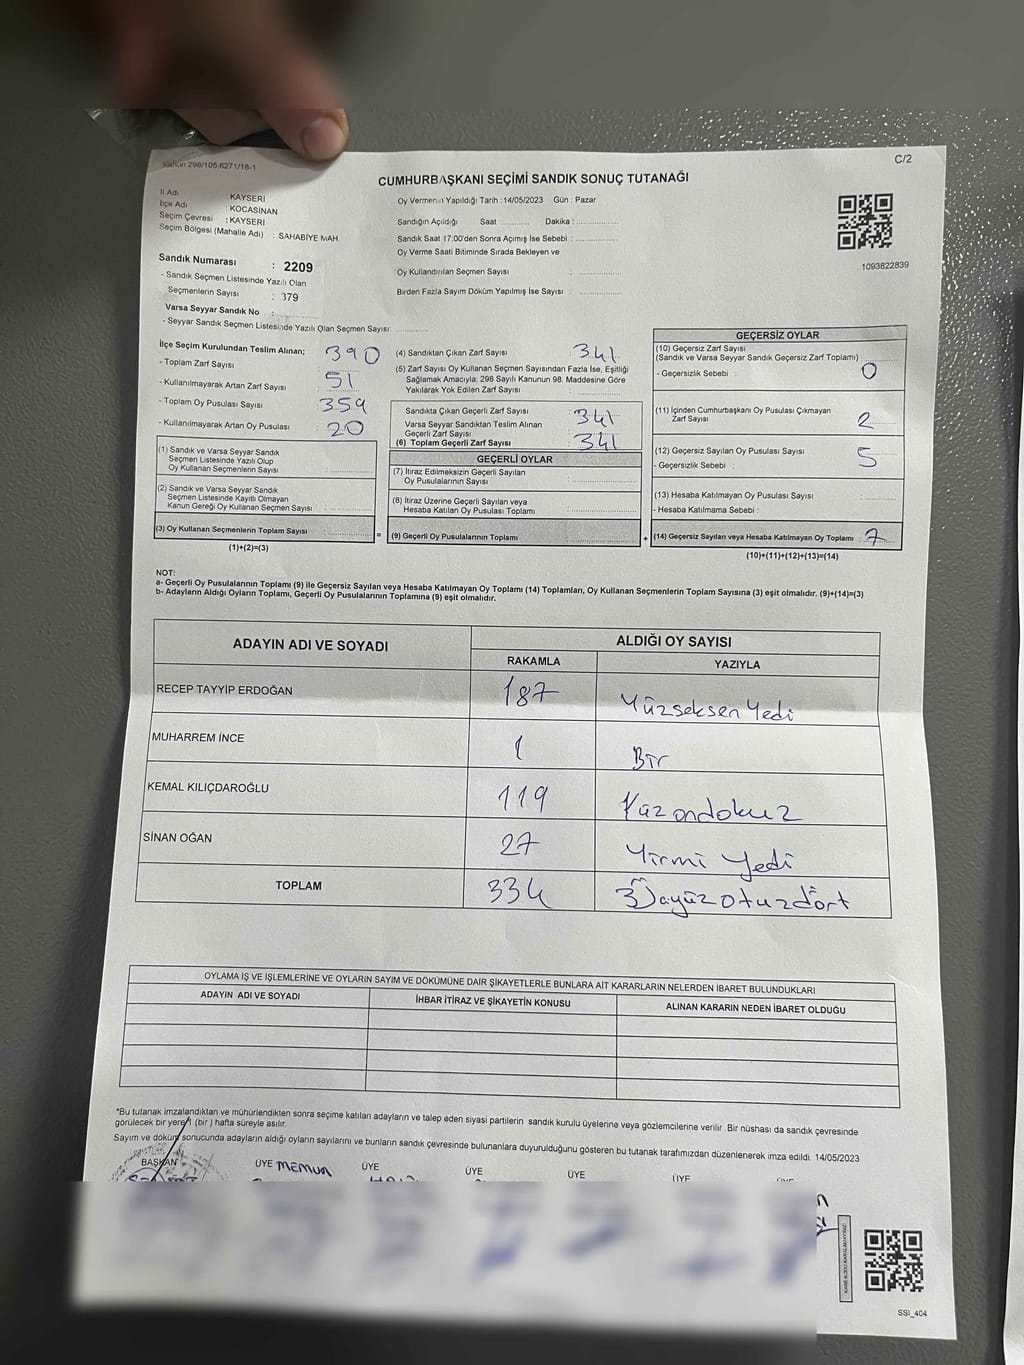 Kanun:298/105,6271/18-1
C/2
CUMHURBAŞKANI SEÇİMİ SANDIK SONUÇ TUTANAĞI
İl Adı : KAYSERİ
İlçe Adı : KOCASİNAN
Seçim Çevresi : KAYSERİ
Seçim Bölgesi (Mahalle Adı) : SAHABİYE MAH.
Oy Vermenin Yapıldığı Tarih :14/05/2023 Gün : Pazar
Sandığın Açıldığı Saat Dakika :
Sandık Saat 17.00'den Sonra Açımış İse Sebebi :
Oy Verme Saati Bitiminde Sırada Bekleyen ve
Oy Kullandırılan Seçmen Sayısı :
Birden Fazla Sayım Döküm Yapılmış İse Sayısı :
1093822839
Sandık Numarası : 2209
- Sandık Seçmen Listesinde Yazılı Olan
Seçmenlerin Sayısı : 379
Varsa Seyyar Sandık No :
- Seyyar Sandık Seçmen Listesinde Yazılı Olan Seçmen Sayısı:
İlçe Seçim Kurulundan Teslim Alınan;
- Toplam Zarf Sayısı : 390
- Kullanılmayarak Artan Zarf Sayısı : 51
- Toplam Oy Pusulası Sayısı : 359
- Kullanılmayarak Artan Oy Pusulası : 20
(1) Sandık ve Varsa Seyyar Sandık
Seçmen Listesinde Yazılı Olup
Oy Kullanan Seçmenlerin Sayısı :
(2) Sandık ve Varsa Seyyar Sandık
Seçmen Listesinde Kayıtlı Olmayan
Kanun Gereği Oy Kullanan Seçmen Sayısı :
(3) Oy Kullanan Seçmenlerin Toplam Sayısı :
(1)+(2)=(3)
(4) Sandıktan Çıkan Zarf Sayısı : 341
(5) Zarf Sayısı Oy Kullanan Seçmen Sayısından Fazla İse, Eşitliği
Sağlamak Amacıyla; 298 Sayılı Kanunun 98. Maddesine Göre
Yakılarak Yok Edilen Zarf Sayısı :
Sandıkta Çıkan Geçerli Zarf Sayısı : 341
Varsa Seyyar Sandıktan Teslim Alınan
Geçerli Zarf Sayısı :
(6) Toplam Geçerli Zarf Sayısı : 341
GEÇERLİ OYLAR
(7) İtiraz Edilmeksizin Geçerli Sayılan
Oy Pusulalarının Sayısı :
(8) İtiraz Üzerine Geçerli Sayılan veya
Hesaba Katılan Oy Pusulası Toplamı :
= (9) Geçerli Oy Pusulalarının Toplamı :
GEÇERSİZ OYLAR
(10) Geçersiz Zarf Sayısı
(Sandık ve Varsa Seyyar Sandık Geçersiz Zarf Toplamı) :
- Geçersizlik Sebebi : 0
(11) İçinden Cumhurbaşkanı Oy Pusulası Çıkmayan
Zarf Sayısı : 2
(12) Geçersiz Sayılan Oy Pusulası Sayısı : 5
- Geçersizlik Sebebi :
(13) Hesaba Katılmayan Oy Pusulası Sayısı :
- Hesaba Katılmama Sebebi :
+ (14) Geçersiz Sayılan veya Hesaba Katılmayan Oy Toplamı : 7
(10)+(11)+(12)+(13)=(14)
NOT:
a- Geçerli Oy Pusulalarının Toplamı (9) ile Geçersiz Sayılan veya Hesaba Katılmayan Oy Toplamı (14) Toplamları, Oy Kullanan Seçmenlerin Toplam Sayısına (3) eşit olmalıdır. (9)+(14)=(3)
b- Adayların Aldığı Oyların Toplamı, Geçerli Oy Pusulalarının Toplamına (9) eşit olmalıdır.
ADAYIN ADI VE SOYADI ALDIĞI OY SAYISI
RAKAMLA YAZIYLA
RECEP TAYYİP ERDOĞAN 187 Yüzseksen Yedi
MUHARREM İNCE 1 Bir
KEMAL KILIÇDAROĞLU 119 Yüz ondokuz
SİNAN OĞAN 27 Yirmi Yedi
TOPLAM 334 otuzdört
OYLAMA İŞ VE İŞLEMLERİNE VE OYLARIN SAYIM VE DÖKÜMÜNE DAİR ŞİKAYETLERLE BUNLARA AİT KARARLARIN NELERDEN İBARET BULUNDUKLARI
ADAYIN ADI VE SOYADI İHBAR İTİRAZ VE ŞİKAYETİN KONUSU ALINAN KARARIN NEDEN İBARET OLDUĞU
*Bu tutanak imzalandıktan ve mühürlendikten sonra seçime katılan adayların ve talep eden siyasi partilerin sandık kurulu üyelerine veya gözlemcilerine verilir. Bir nüshası da sandık çevresinde
görülecek bir yere 1 (bir ) hafta süreyle asılır.
Sayım ve döküm sonucunda adayların aldığı oyların sayılarını ve bunların sandık çevresinde bulunanlara duyurulduğunu gösteren bu tutanak tarafımızdan düzenlenerek imza edildi. 14/05/2023
BAŞKAN ÜYE MEMUR ÜYE ÜYE ÜYE ÜYE
SSI_404